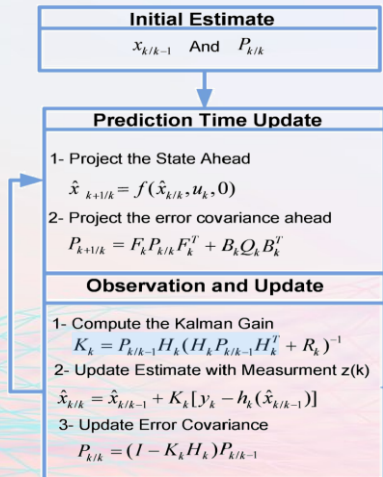 Initial Estimate
x_{k/k-1} And P_{k/k}
Prediction Time Update
1- Project the State Ahead
x̂_{k+1/k} = f(x̂_{k/k}, u_k, 0)
2- Project the error covariance ahead
P_{k+1/k} = F_k P_{k/k} F_k^T + B_k Q_k B_k^T
Observation and Update
1- Compute the Kalman Gain
K_k = P_{k/k-1} H_k (H_k P_{k/k-1} H_k^T + R_k)^{-1}
2- Update Estimate with Measurment z(k)
x̂_{k/k} = x̂_{k/k-1} + K_k [y_k - h_k(x̂_{k/k-1})]
3- Update Error Covariance
P_{k/k} = (I - K_k H_k) P_{k/k-1}